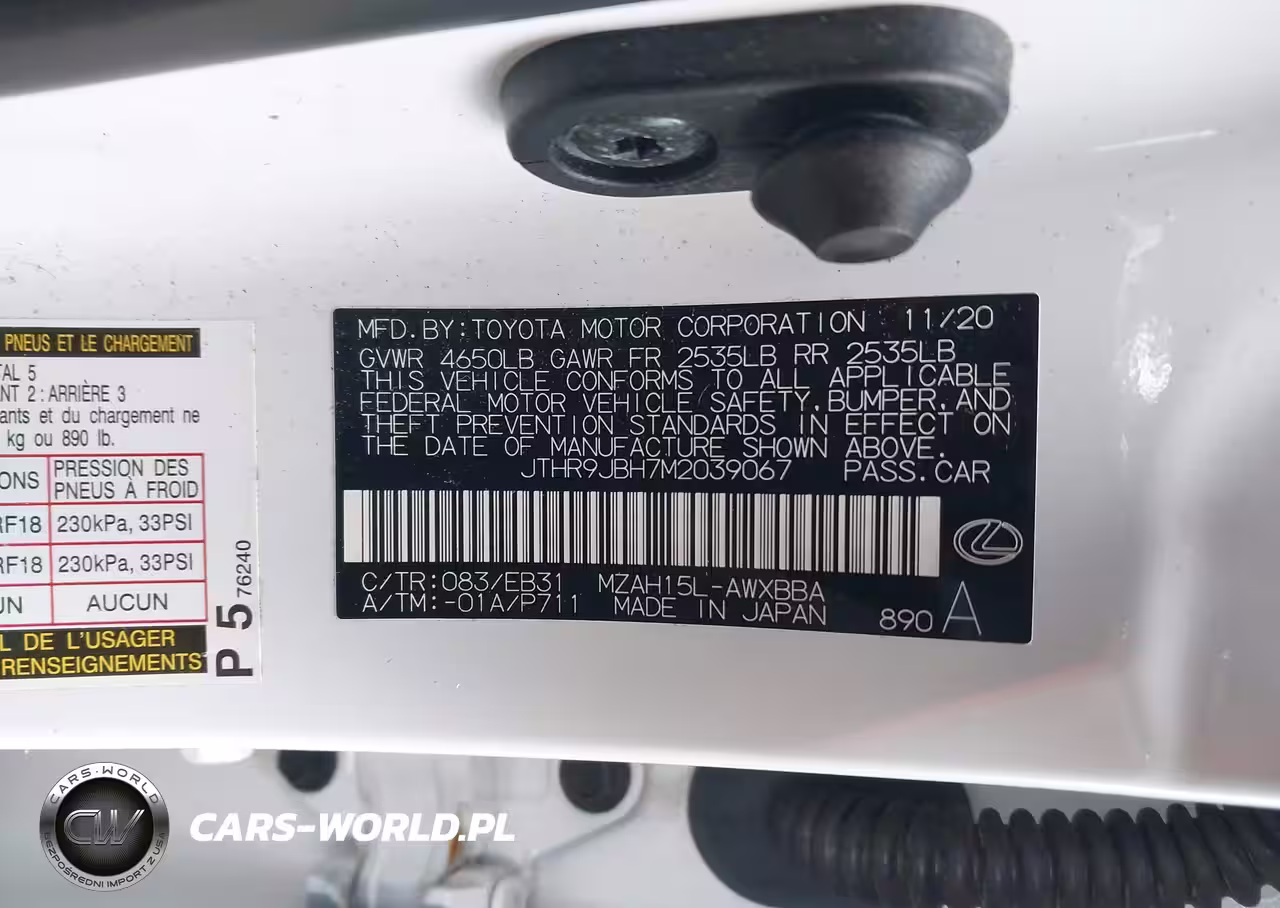 PNEUS ET LE CHARGEMENT
TAL 5
ANT 2 : ARRIÈRE 3
ants et du chargement ne
kg ou 890 lb.
ONS PRESSION DES
PNEUS À FROID
RF18 230kPa, 33PSI
RF18 230kPa, 33PSI
UN AUCUN
L DE L'USAGER
RENSEIGNEMENTS
P 5 76240
MFD.BY:TOYOTA MOTOR CORPORATION 11/20
GVWR 4650LB GAWR FR 2535LB RR 2535LB
THIS VEHICLE CONFORMS TO ALL APPLICABLE
FEDERAL MOTOR VEHICLE SAFETY,BUMPER,AND
THEFT PREVENTION STANDARDS IN EFFECT ON
THE DATE OF MANUFACTURE SHOWN ABOVE.
JTHR9JBH7M2039067 PASS.CAR
C/TR:083/EB31 MZAH15L-AWXBBA
A/TM:-01A/P711 MADE IN JAPAN
890 A
CARS-WORLD
CW
BEZPOŚREDNI IMPORT Z USA
CARS-WORLD.PL